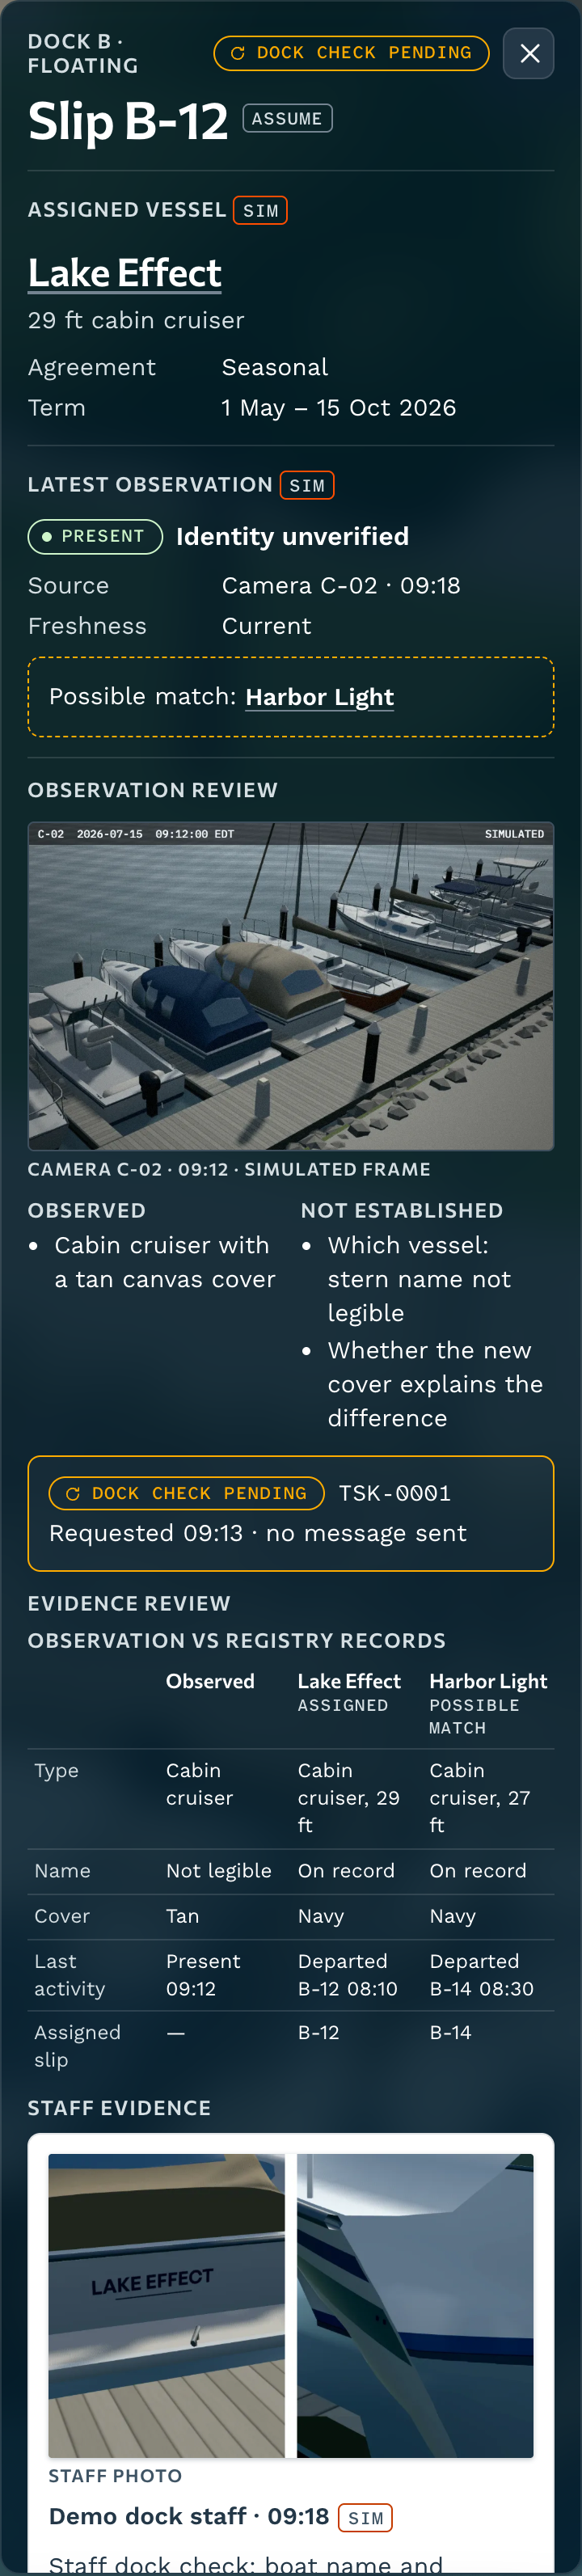 DOCK B ·
FLOATING
DOCK CHECK PENDING
Slip B-12 ASSUME
ASSIGNED VESSEL SIM
Lake Effect
29 ft cabin cruiser
Agreement Seasonal
Term 1 May – 15 Oct 2026
LATEST OBSERVATION SIM
PRESENT Identity unverified
Source Camera C-02 · 09:18
Freshness Current
Possible match: Harbor Light
OBSERVATION REVIEW
C-02 2026-07-15 09:12:00 EDT SIMULATED
CAMERA C-02 · 09:12 · SIMULATED FRAME
OBSERVED
• Cabin cruiser with
a tan canvas cover
NOT ESTABLISHED
• Which vessel:
stern name not
legible
• Whether the new
cover explains the
difference
DOCK CHECK PENDING TSK-0001
Requested 09:13 · no message sent
EVIDENCE REVIEW
OBSERVATION VS REGISTRY RECORDS
Observed Lake Effect Harbor Light
ASSIGNED POSSIBLE
MATCH
Type Cabin Cabin Cabin
cruiser cruiser, 29 cruiser, 27
ft ft
Name Not legible On record On record
Cover Tan Navy Navy
Last Present Departed Departed
activity 09:12 B-12 08:10 B-14 08:30
Assigned — B-12 B-14
slip
STAFF EVIDENCE
LAKE EFFECT
STAFF PHOTO
Demo dock staff · 09:18 SIM
Staff dock check: boat name and